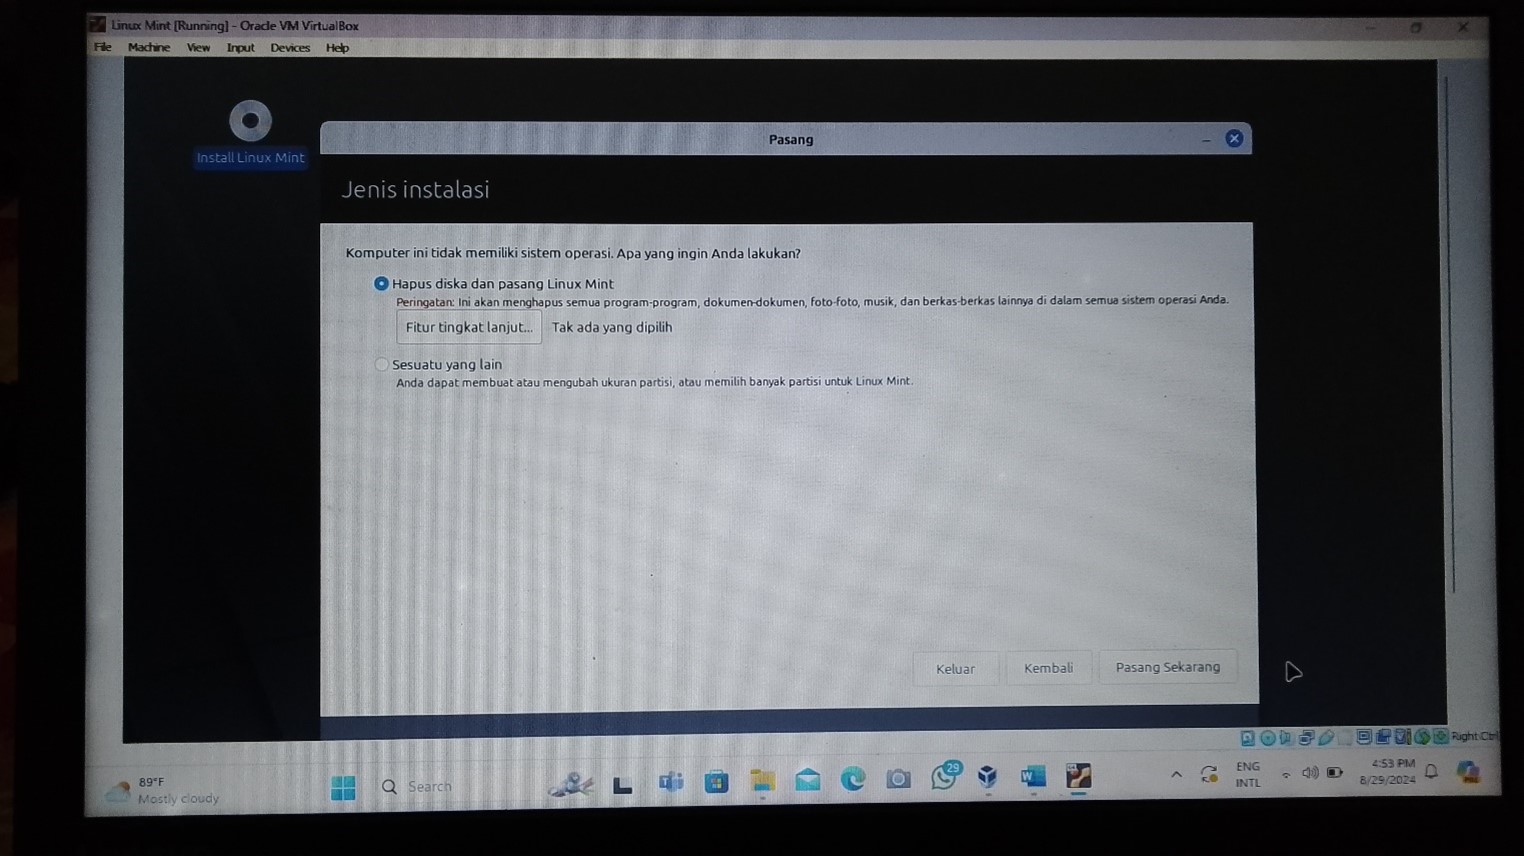 Linux Mint [Running] - Oracle VM VirtualBox
File Machine View Input Devices Help
Install Linux Mint
Pasang
Jenis instalasi
Komputer ini tidak memiliki sistem operasi. Apa yang ingin Anda lakukan?
Hapus diska dan pasang Linux Mint
Peringatan: Ini akan menghapus semua program-program, dokumen-dokumen, foto-foto, musik, dan berkas-berkas lainnya di dalam semua sistem operasi Anda.
Fitur tingkat lanjut... Tak ada yang dipilih
Sesuatu yang lain
Anda dapat membuat atau mengubah ukuran partisi, atau memilih banyak partisi untuk Linux Mint.
Keluar Kembali Pasang Sekarang
Right Ctrl
89°F
Mostly cloudy
Search
29
ENG
INTL
4:53 PM
8/29/2024